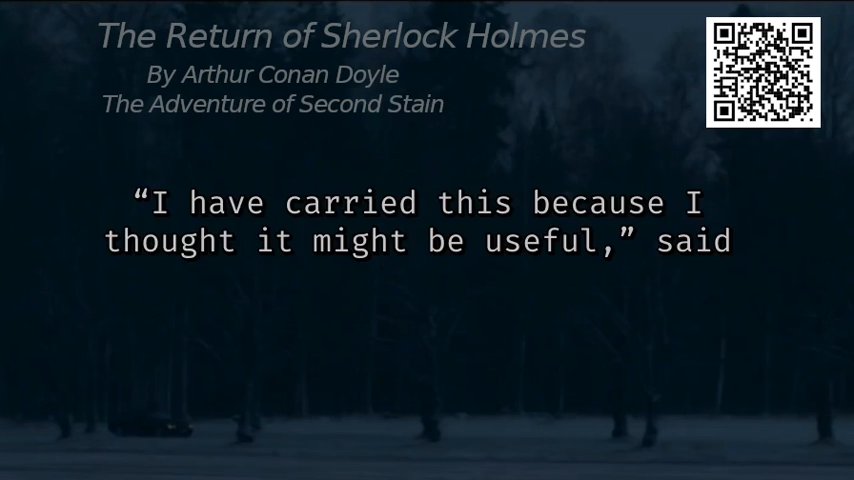 The Return of Sherlock Holmes
By Arthur Conan Doyle
The Adventure of Second Stain
“I have carried this because I
thought it might be useful,” said